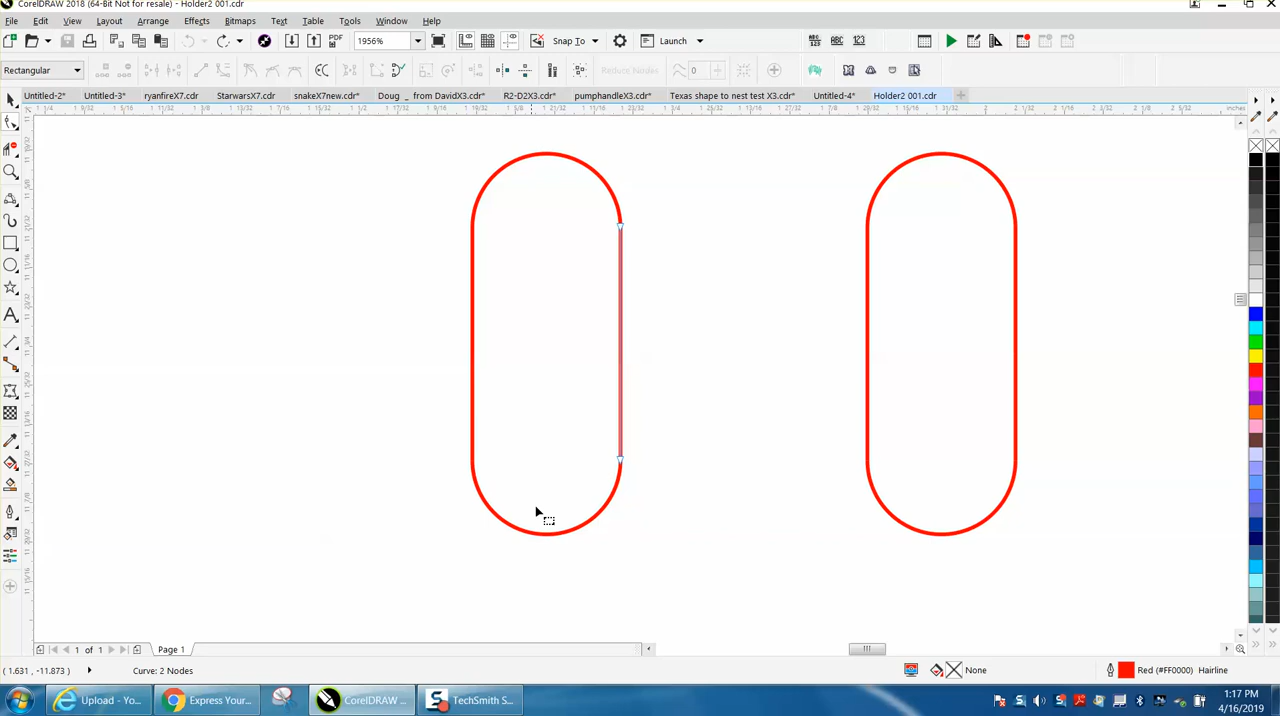 CorelDRAW 2018 (64-Bit Not for resale) - Holder2 001.cdr
File Edit View Layout Arrange Effects Bitmaps Text Table Tools Window Help
PDF 1956% Snap To Launch
Rectangular Reduce Nodes 0
Untitled-2* Untitled-3* ryanfireX7.cdr StarwarsX7.cdr snakeX7new.cdr* Doug _ from DavidX3.cdr* R2-D2X3.cdr* pumphandleX3.cdr* Texas shape to nest test X3.cdr* Untitled-4* Holder2 001.cdr
inches
1 of 1 Page 1
( 1.631 , -11.873 ) Curve: 2 Nodes None Red (#FF0000) Hairline
Upload - Yo... Express Your... CorelDRAW ... TechSmith S... 1:17 PM
4/16/2019